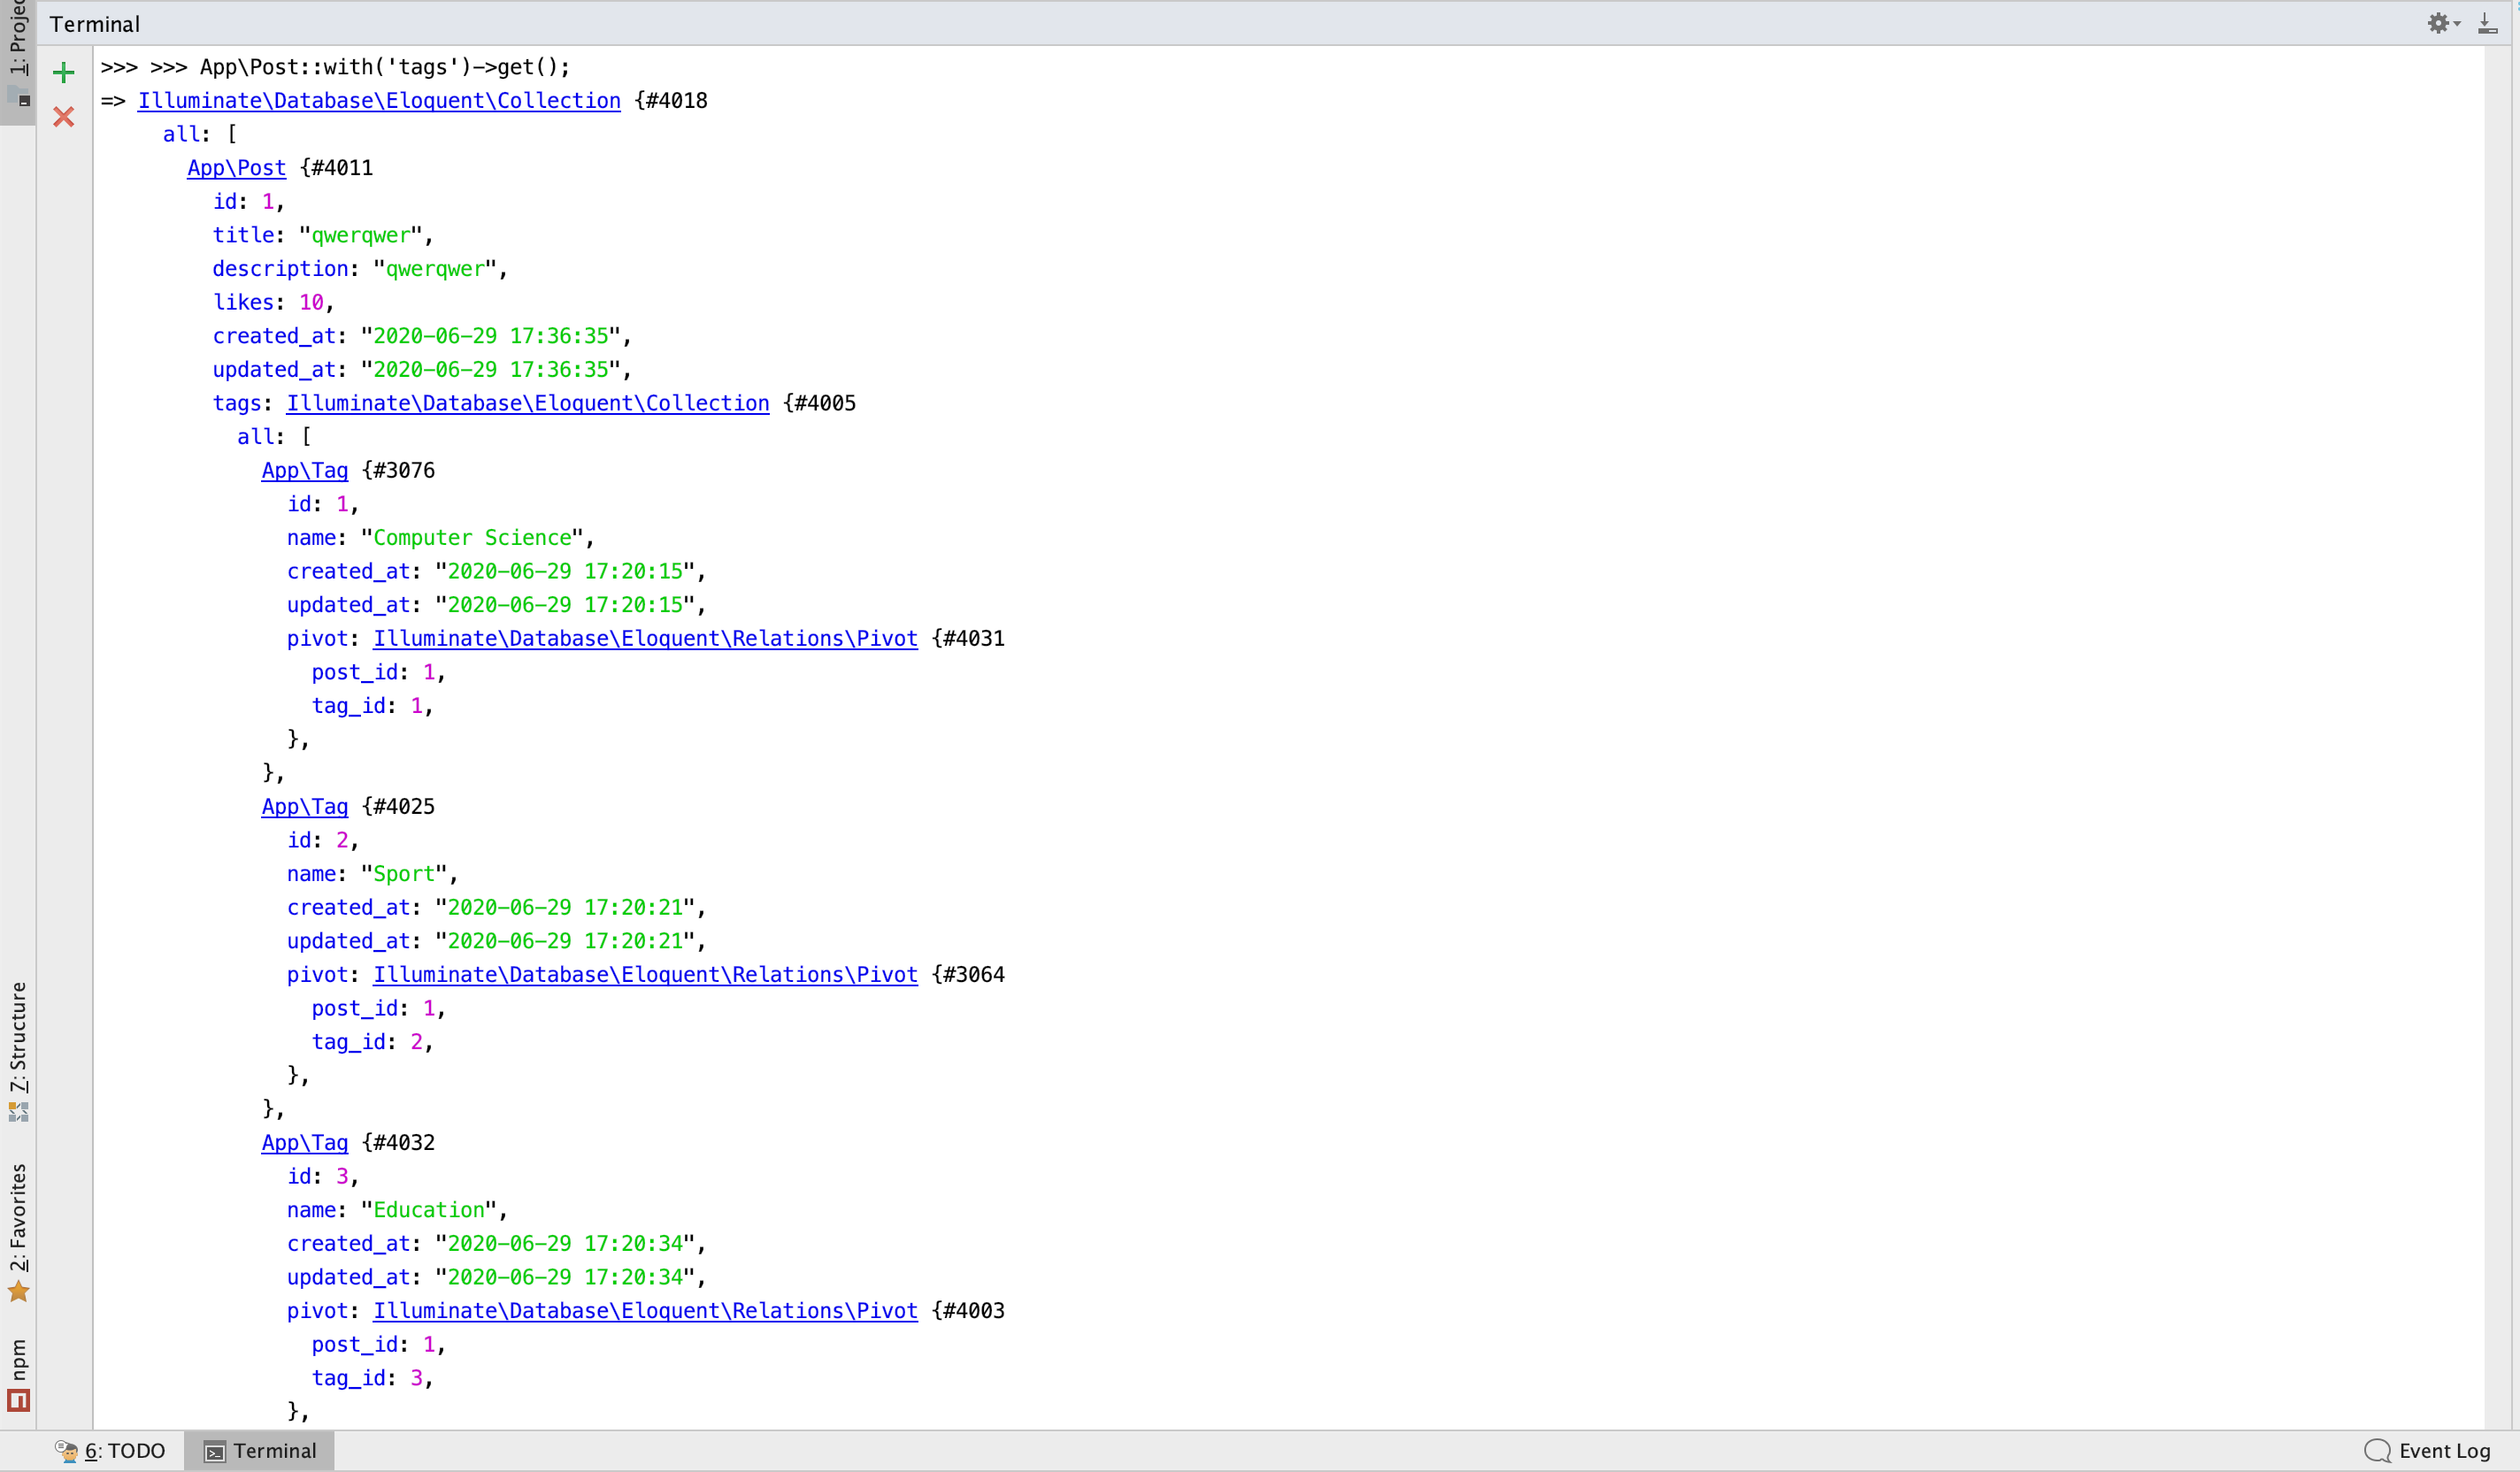 Terminal
1: Projec
>>> >>> App\Post::with('tags')->get();
=> Illuminate\Database\Eloquent\Collection {#4018
all: [
App\Post {#4011
id: 1,
title: "qwerqwer",
description: "qwerqwer",
likes: 10,
created_at: "2020-06-29 17:36:35",
updated_at: "2020-06-29 17:36:35",
tags: Illuminate\Database\Eloquent\Collection {#4005
all: [
App\Tag {#3076
id: 1,
name: "Computer Science",
created_at: "2020-06-29 17:20:15",
updated_at: "2020-06-29 17:20:15",
pivot: Illuminate\Database\Eloquent\Relations\Pivot {#4031
post_id: 1,
tag_id: 1,
},
},
App\Tag {#4025
id: 2,
name: "Sport",
created_at: "2020-06-29 17:20:21",
updated_at: "2020-06-29 17:20:21",
pivot: Illuminate\Database\Eloquent\Relations\Pivot {#3064
post_id: 1,
tag_id: 2,
},
},
App\Tag {#4032
id: 3,
name: "Education",
created_at: "2020-06-29 17:20:34",
updated_at: "2020-06-29 17:20:34",
pivot: Illuminate\Database\Eloquent\Relations\Pivot {#4003
post_id: 1,
tag_id: 3,
},
7: Structure
2: Favorites
npm
6: TODO
Terminal
Event Log